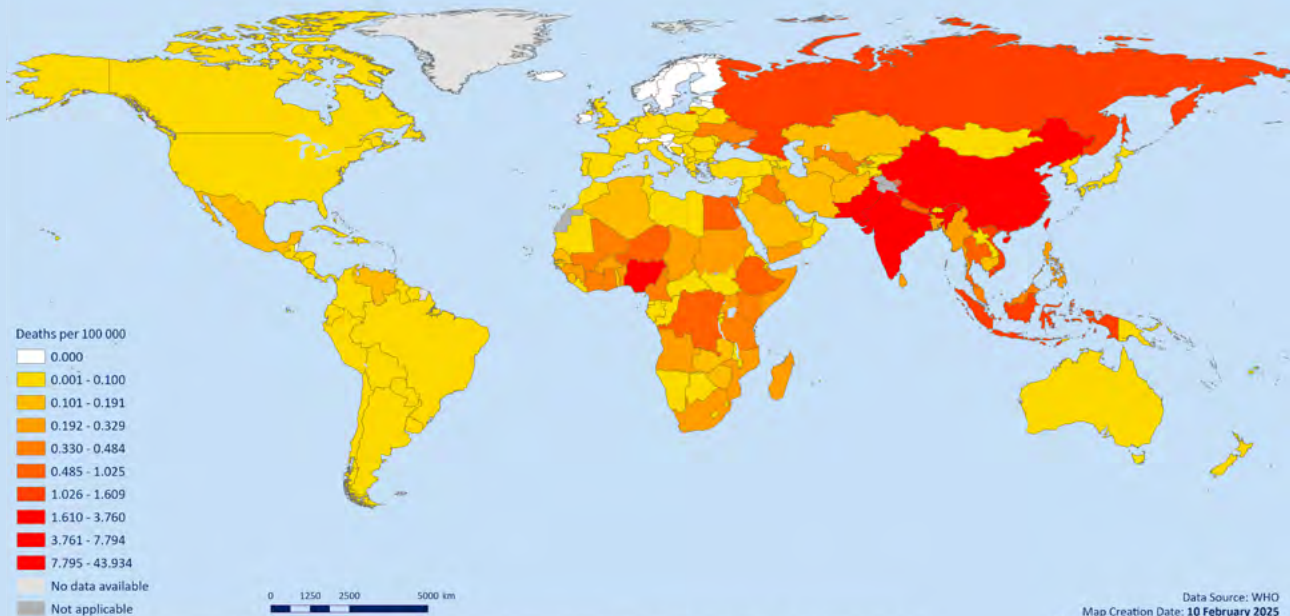 Deaths per 100 000
0.000
0.001 - 0.100
0.101 - 0.191
0.192 - 0.329
0.330 - 0.484
0.485 - 1.025
1.026 - 1.609
1.610 - 3.760
3.761 - 7.794
7.795 - 43.934
No data available
Not applicable
0 1250 2500 5000 km
Data Source: WHO
Map Creation Date: 10 February 2025